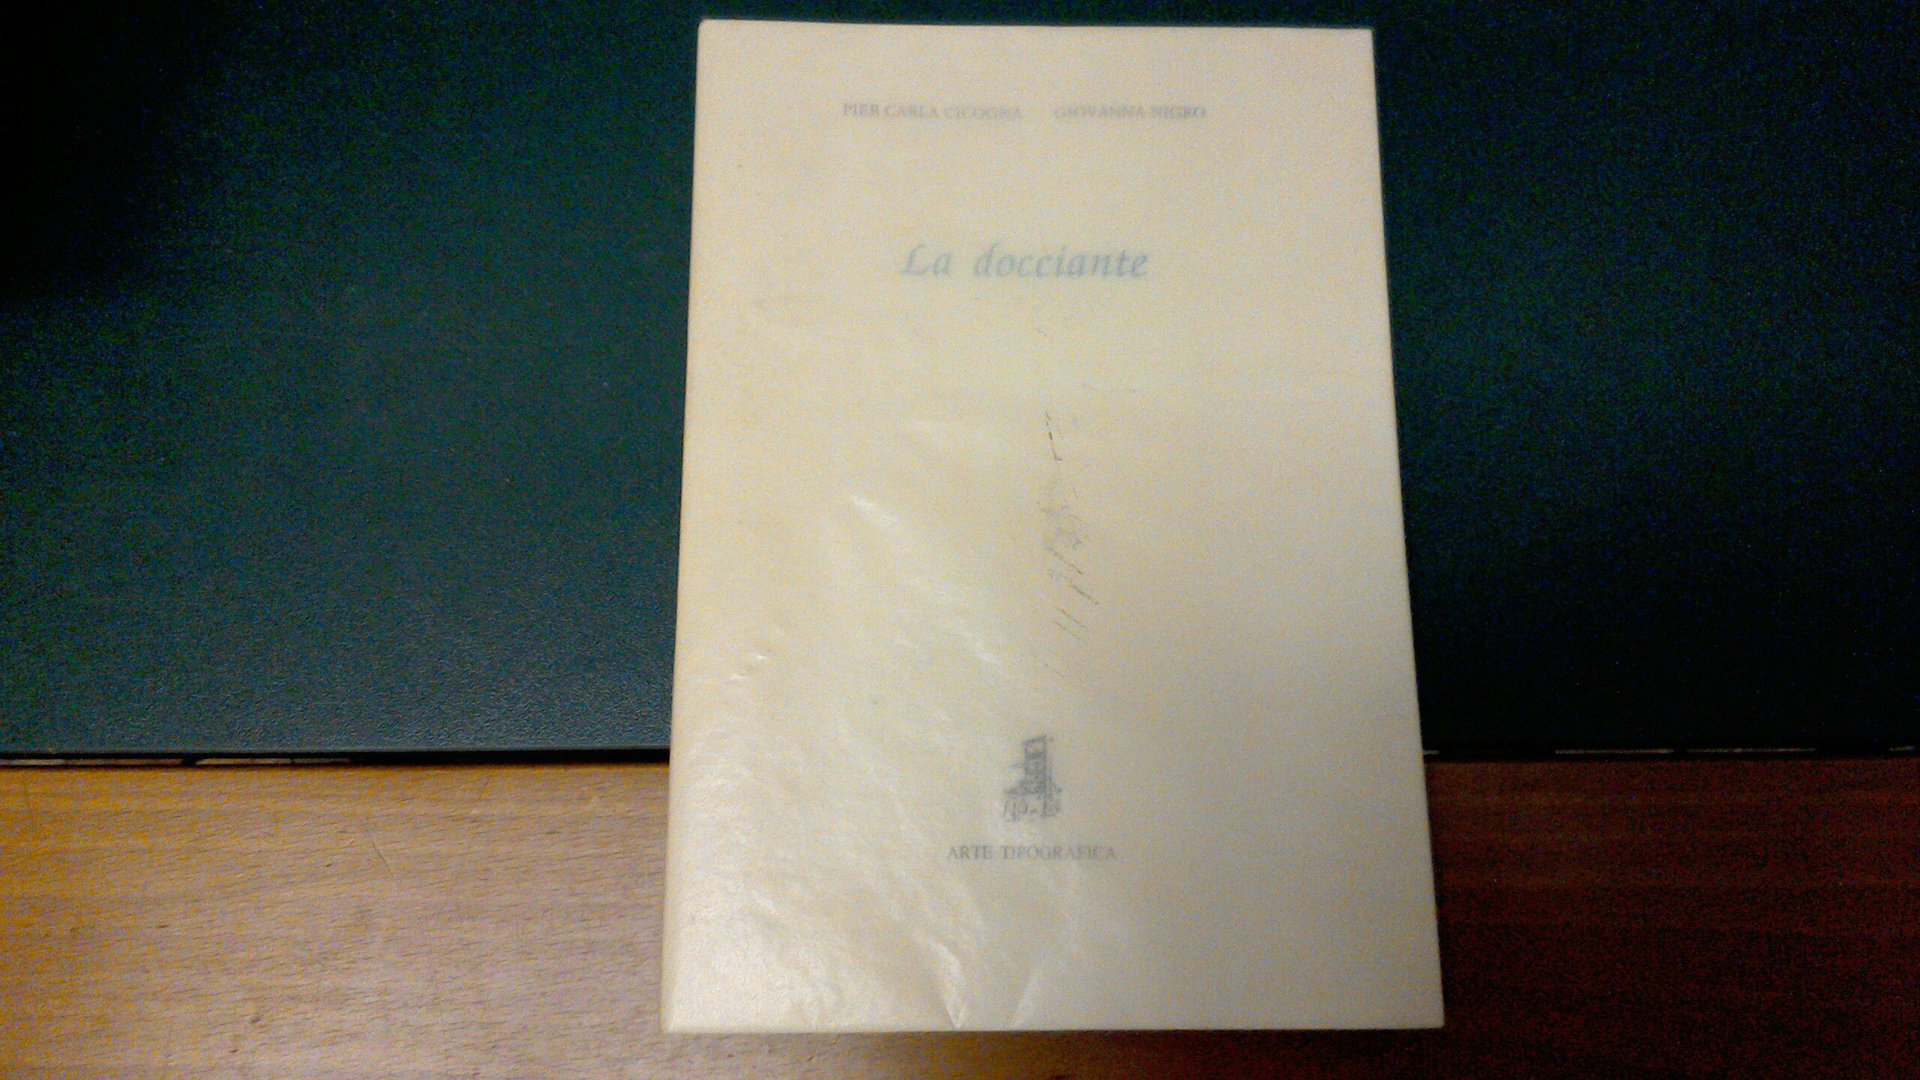 PIER CARLA CICOGNA GIOVANNA NIGRO
La docciante
ARTE TIPOGRAFICA